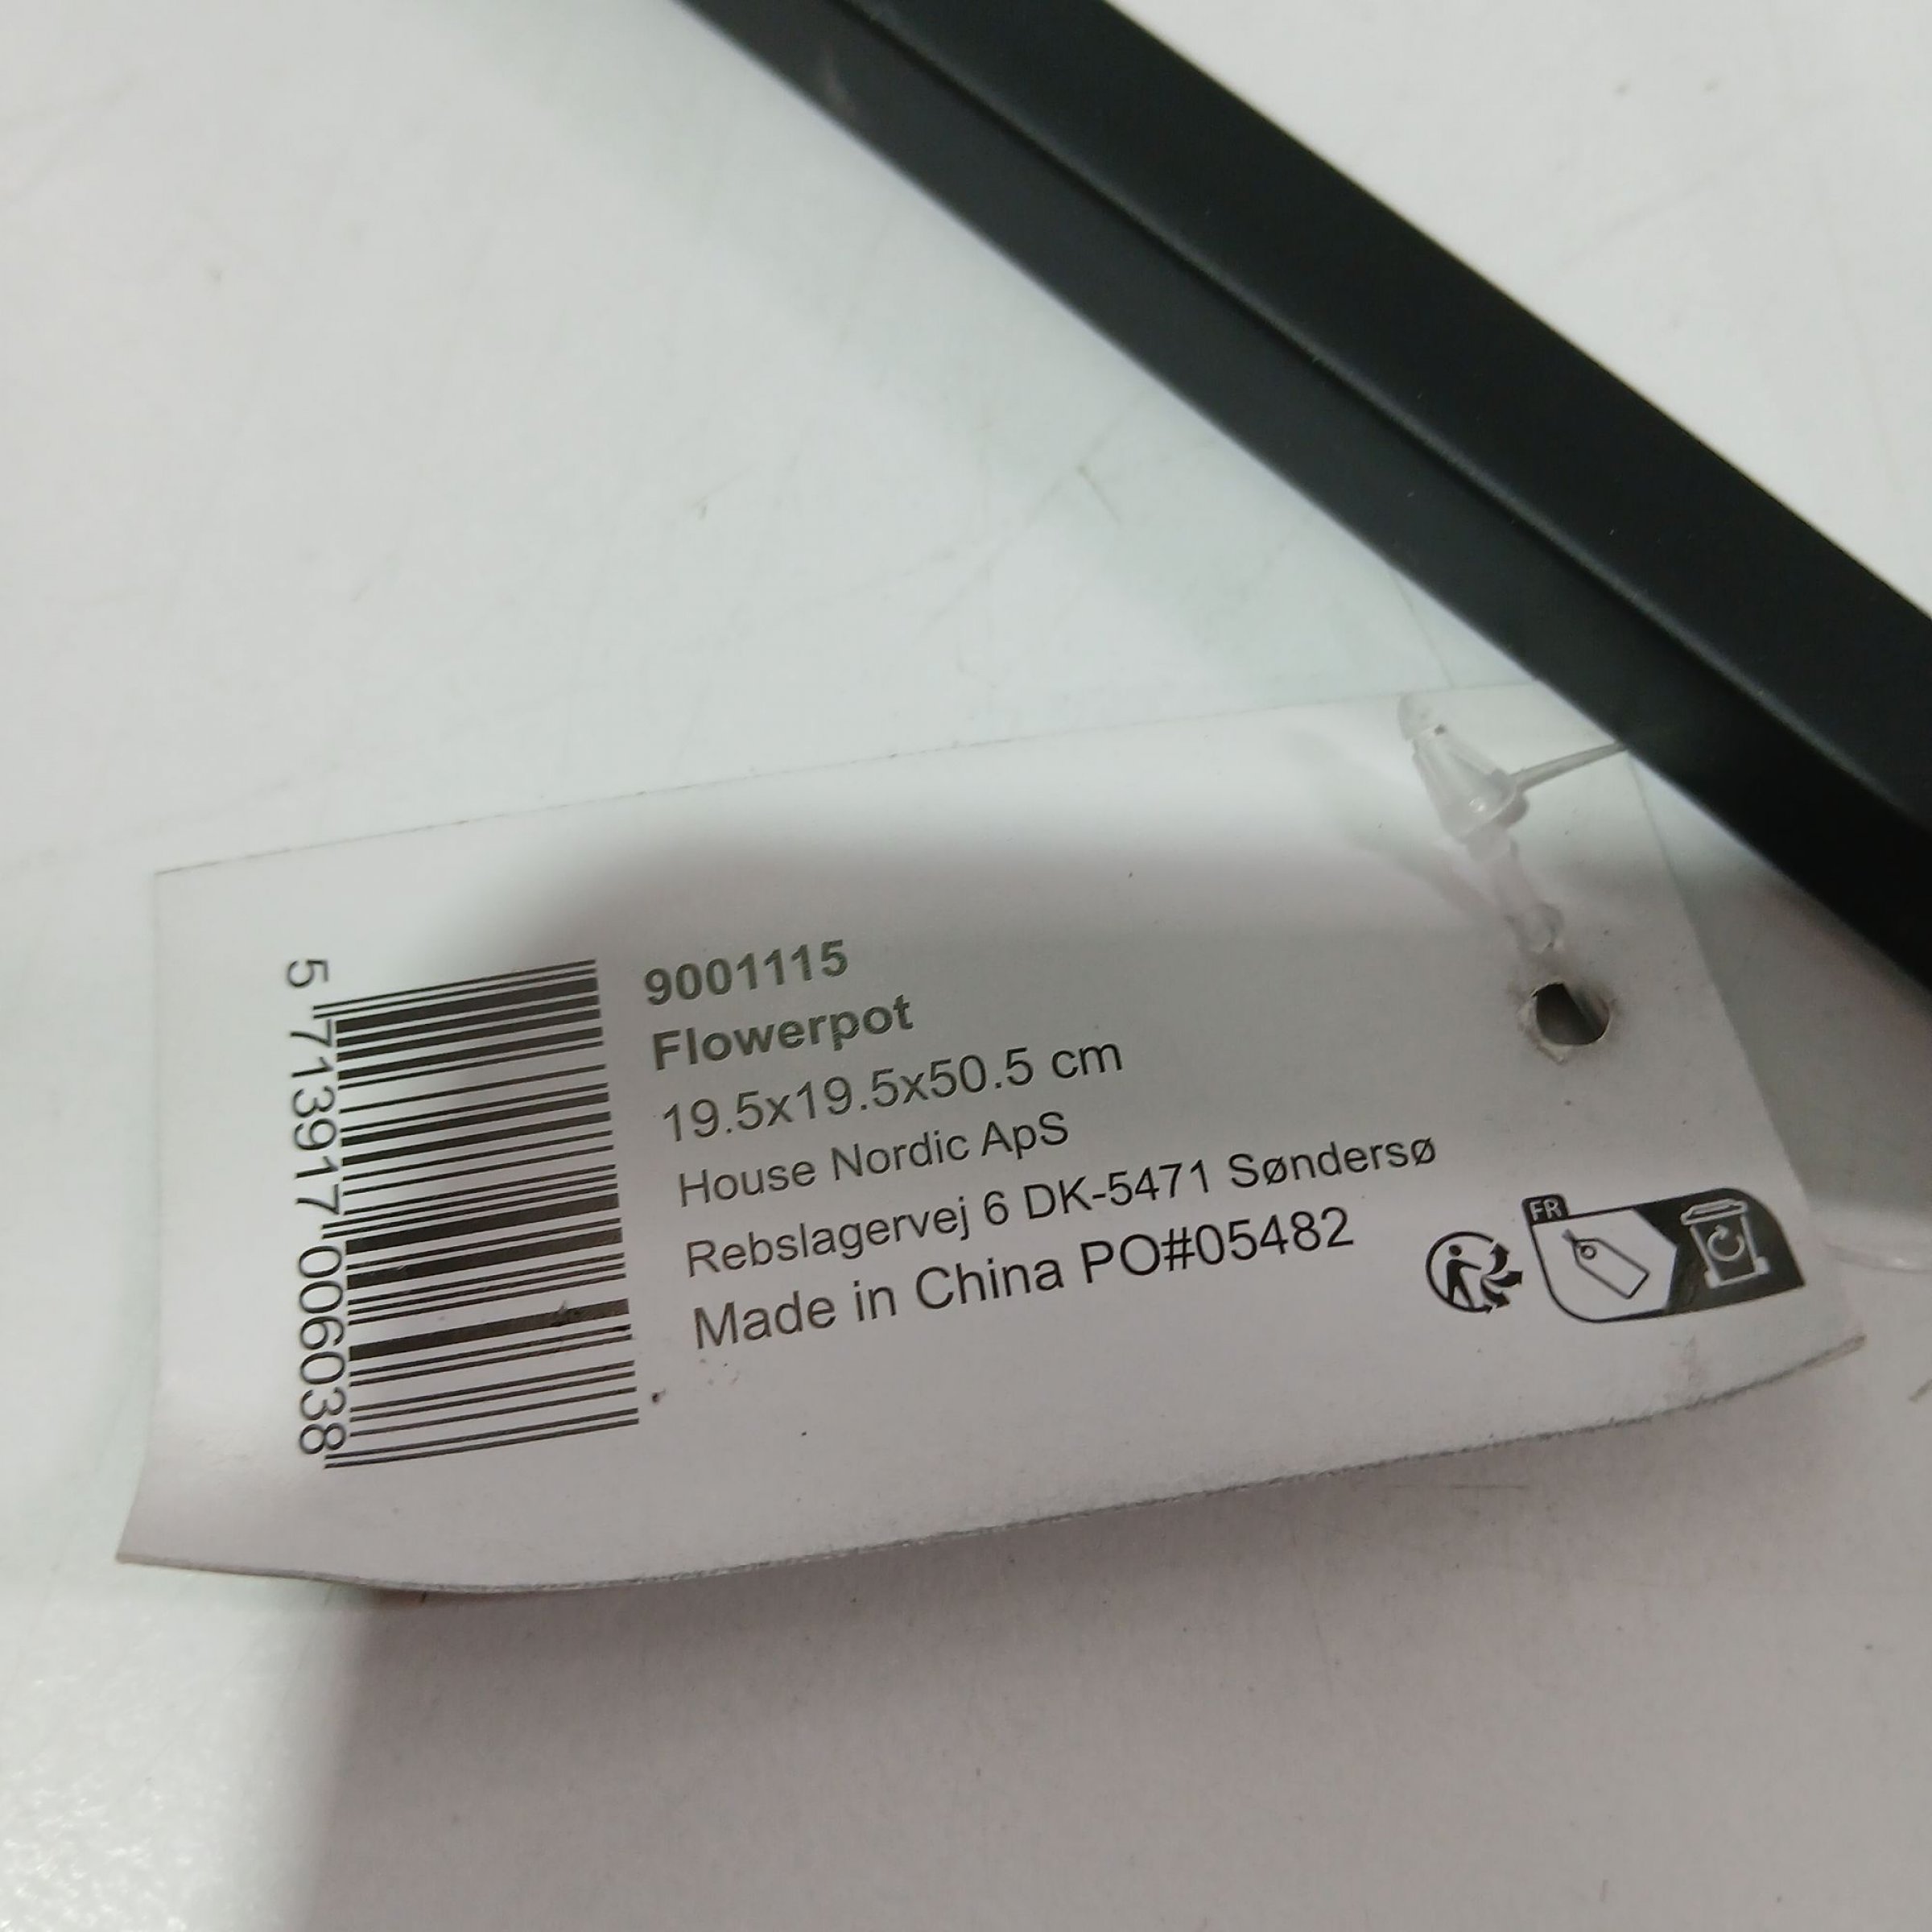 9001115
Flowerpot
19.5x19.5x50.5 cm
House Nordic ApS
Rebslagervej 6 DK-5471 Søndersø
Made in China PO#05482
5 713917 006038
FR